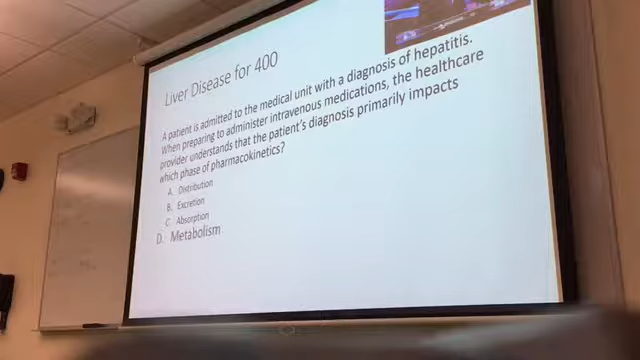 Liver Disease for 400
A patient is admitted to the medical unit with a diagnosis of hepatitis.
When preparing to administer intravenous medications, the healthcare
provider understands that the patient's diagnosis primarily impacts
which phase of pharmacokinetics?
A. Distribution
B. Excretion
C. Absorption
D. Metabolism